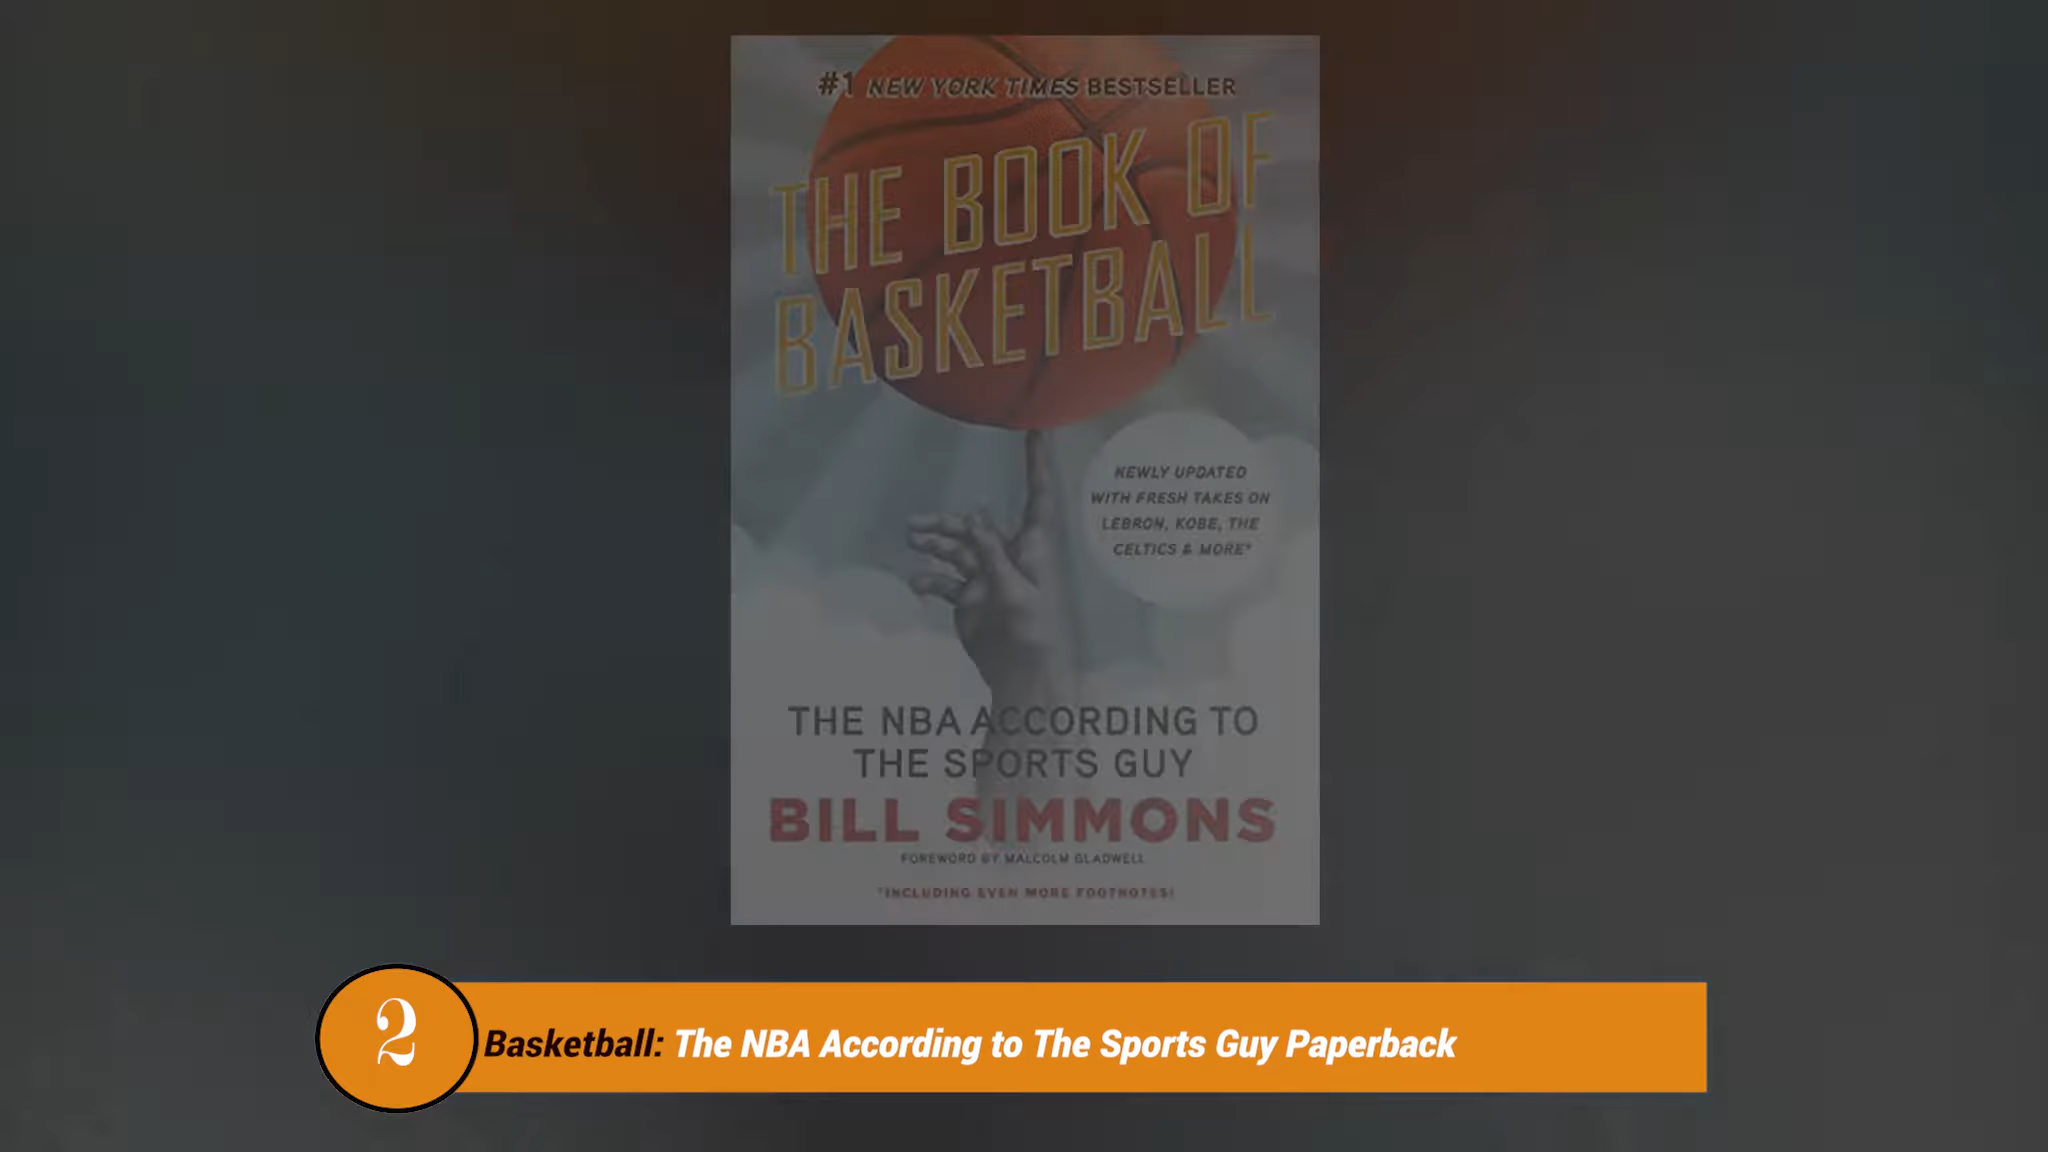 #1 NEW YORK TIMES BESTSELLER
THE BOOK OF
BASKETBALL
NEWLY UPDATED
WITH FRESH TAKES ON
LEBRON, KOBE, THE
CELTICS & MORE*
THE NBA ACCORDING TO
THE SPORTS GUY
BILL SIMMONS
FOREWORD BY MALCOLM GLADWELL
*INCLUDING EVEN MORE FOOTNOTES!
2
Basketball: The NBA According to The Sports Guy Paperback